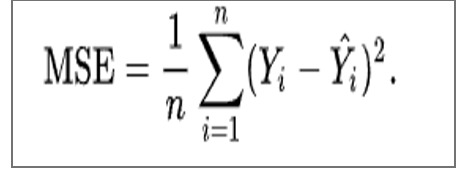 MSE = \frac{1}{n} \sum_{i=1}^{n} (Y_i - \hat{Y}_i)^2.